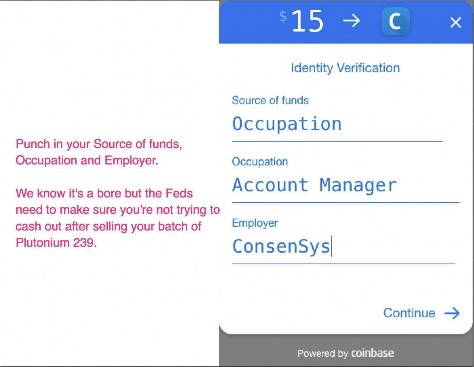 Punch in your Source of funds,
Occupation and Employer.
We know it's a bore but the Feds
need to make sure you're not trying to
cash out after selling your batch of
Plutonium 239.
$15 → C ×
Identity Verification
Source of funds
Occupation
Occupation
Account Manager
Employer
ConsenSys
Continue →
Powered by coinbase